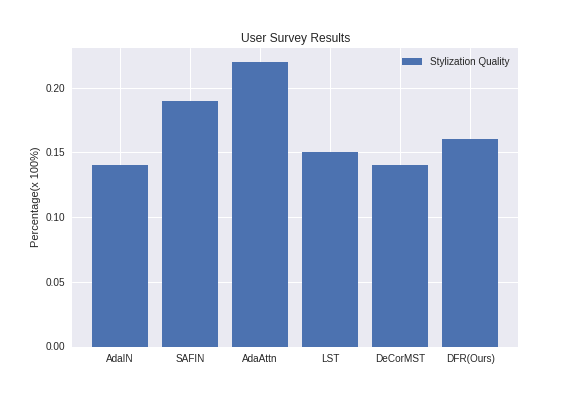 User Survey Results
Stylization Quality
Percentage(x 100%)
0.20
0.15
0.10
0.05
0.00
AdaIN SAFIN AdaAttn LST DeCorMST DFR(Ours)